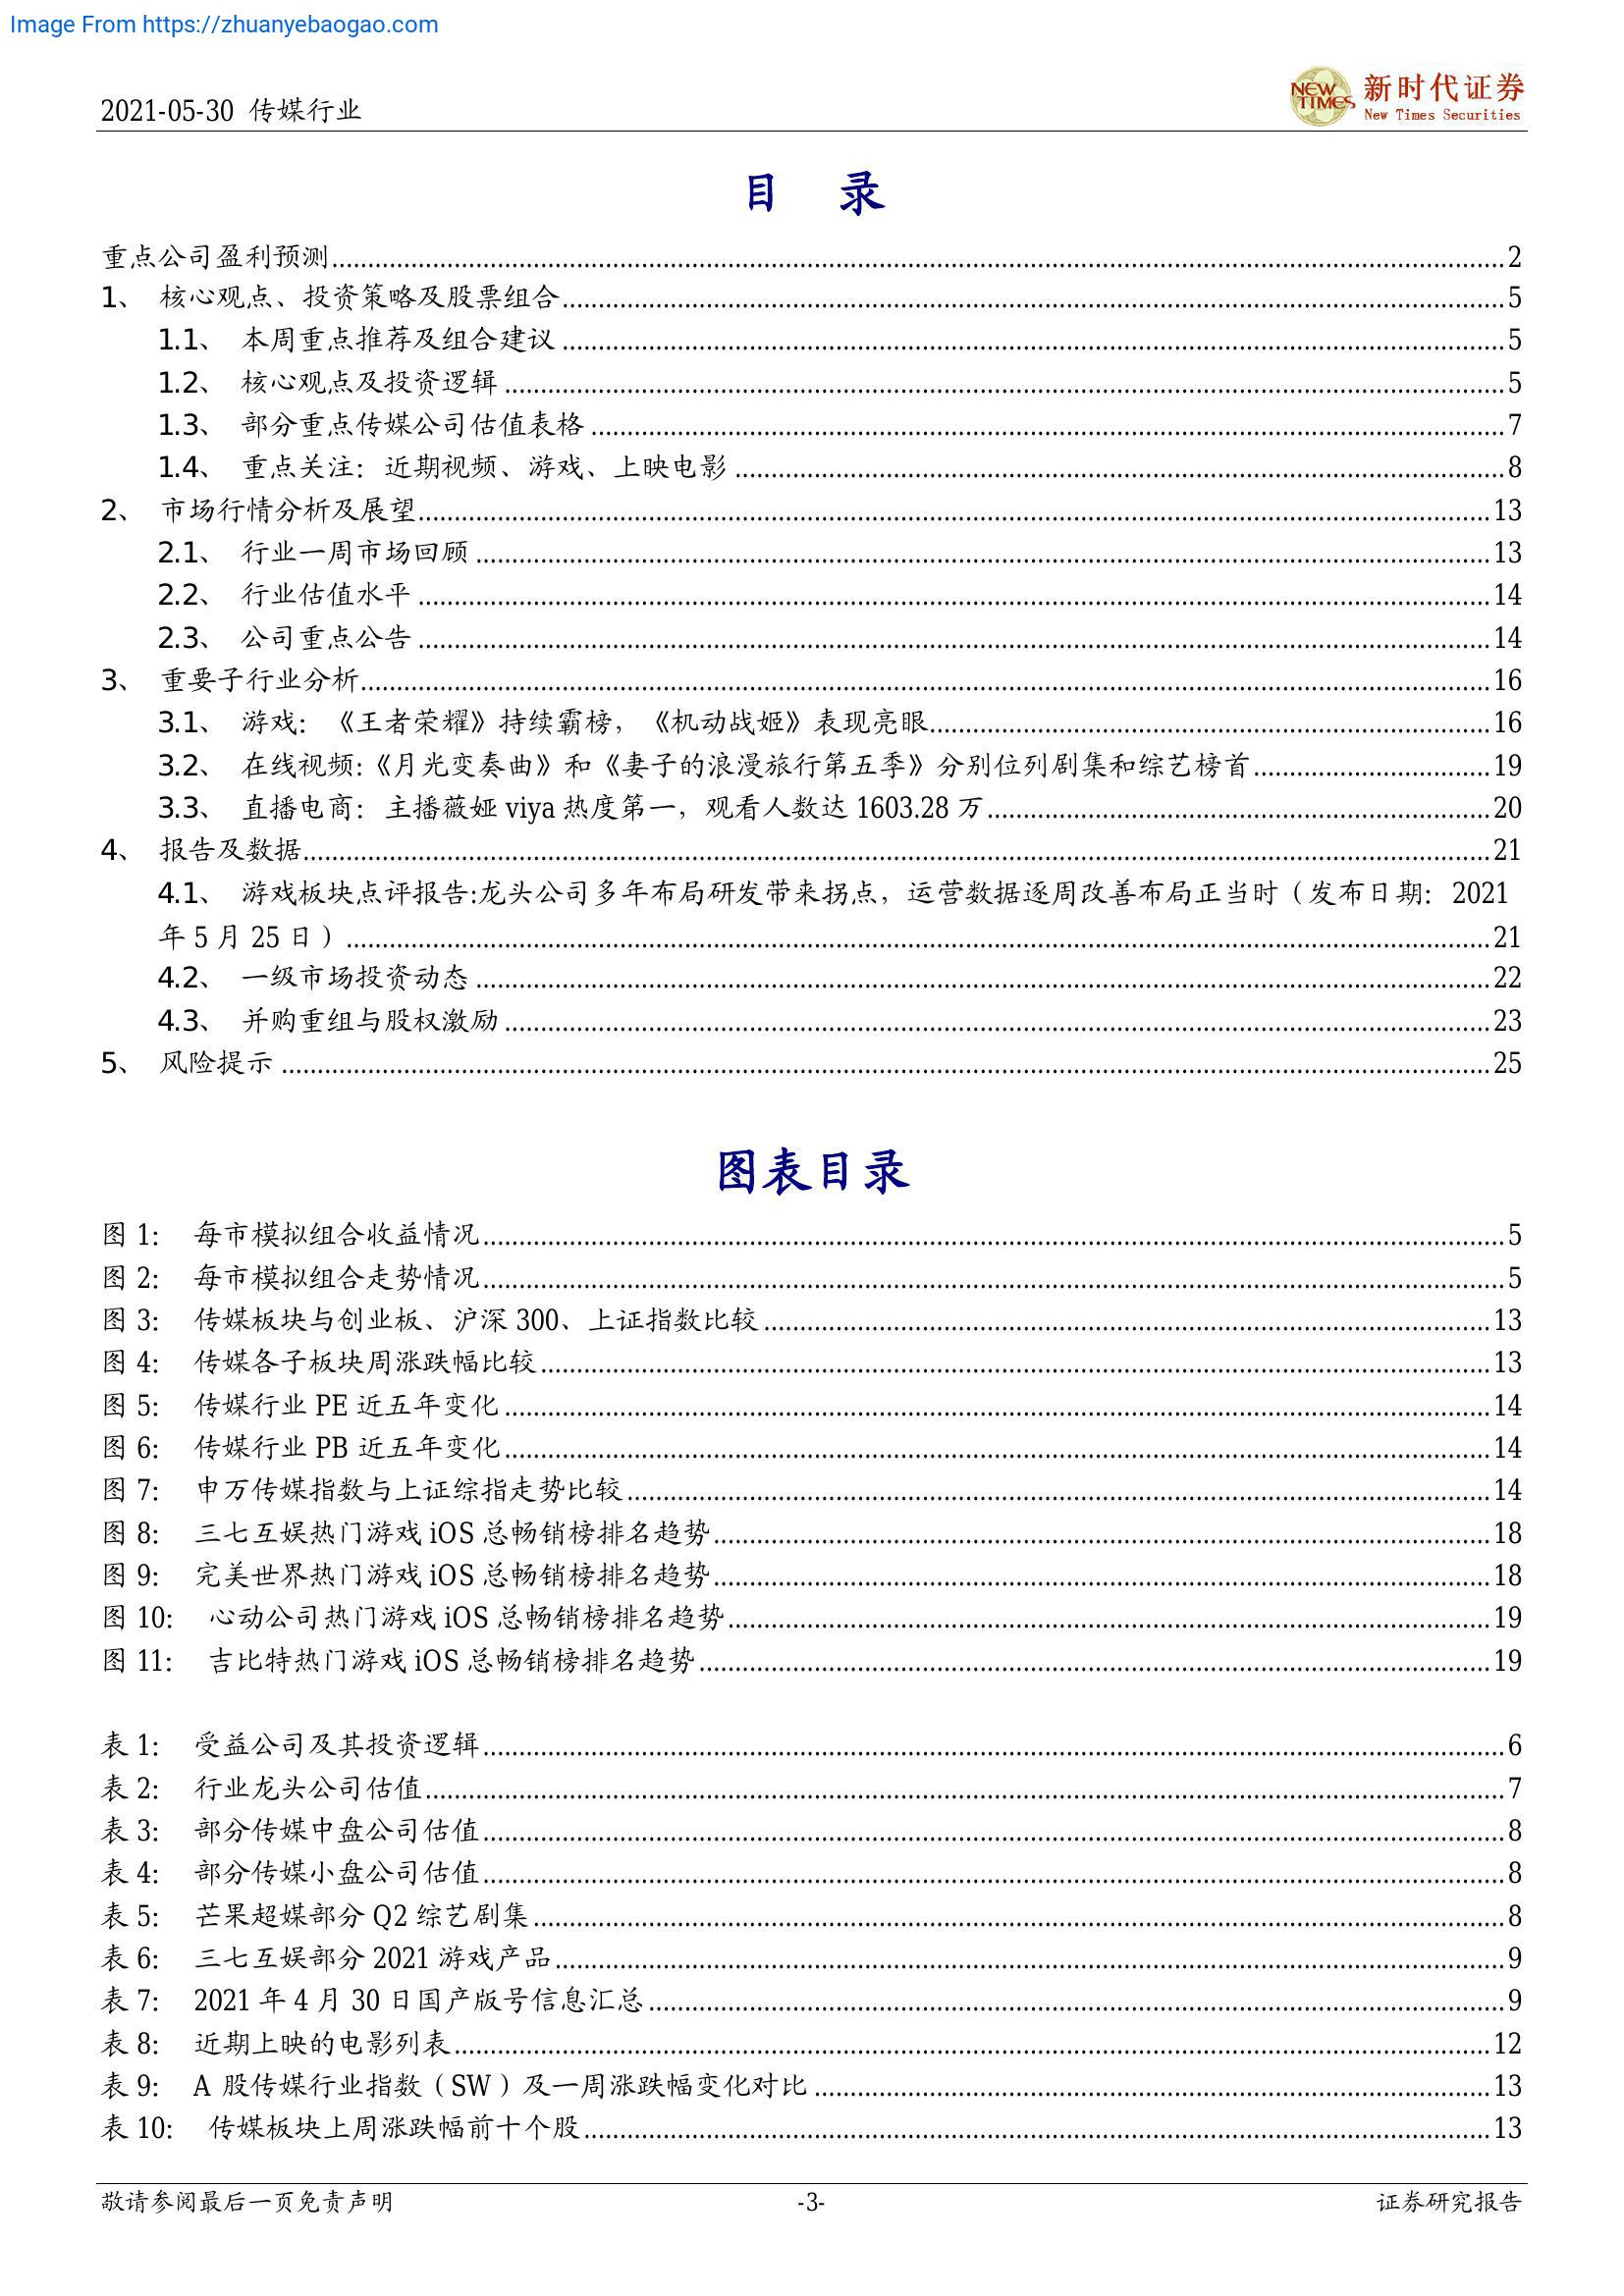 Image From https://zhuanyebaogao.com
2021-05-30 传媒行业
NEW TIMES
新时代证券
New Times Securities
目 录
重点公司盈利预测 2
1、 核心观点、投资策略及股票组合 5
1.1、 本周重点推荐及组合建议 5
1.2、 核心观点及投资逻辑 5
1.3、 部分重点传媒公司估值表格 7
1.4、 重点关注：近期视频、游戏、上映电影 8
2、 市场行情分析及展望 13
2.1、 行业一周市场回顾 13
2.2、 行业估值水平 14
2.3、 公司重点公告 14
3、 重要子行业分析 16
3.1、 游戏：《王者荣耀》持续霸榜，《机动战姬》表现亮眼 16
3.2、 在线视频:《月光变奏曲》和《妻子的浪漫旅行第五季》分别位列剧集和综艺榜首 19
3.3、 直播电商：主播薇娅 viya 热度第一，观看人数达 1603.28 万 20
4、 报告及数据 21
4.1、 游戏板块点评报告:龙头公司多年布局研发带来拐点，运营数据逐周改善布局正当时（发布日期：2021
年 5 月 25 日） 21
4.2、 一级市场投资动态 22
4.3、 并购重组与股权激励 23
5、 风险提示 25
图表目录
图 1： 每市模拟组合收益情况 5
图 2： 每市模拟组合走势情况 5
图 3： 传媒板块与创业板、沪深 300、上证指数比较 13
图 4： 传媒各子板块周涨跌幅比较 13
图 5： 传媒行业 PE 近五年变化 14
图 6： 传媒行业 PB 近五年变化 14
图 7： 申万传媒指数与上证综指走势比较 14
图 8： 三七互娱热门游戏 iOS 总畅销榜排名趋势 18
图 9： 完美世界热门游戏 iOS 总畅销榜排名趋势 18
图 10： 心动公司热门游戏 iOS 总畅销榜排名趋势 19
图 11： 吉比特热门游戏 iOS 总畅销榜排名趋势 19
表 1： 受益公司及其投资逻辑 6
表 2： 行业龙头公司估值 7
表 3： 部分传媒中盘公司估值 8
表 4： 部分传媒小盘公司估值 8
表 5： 芒果超媒部分 Q2 综艺剧集 8
表 6： 三七互娱部分 2021 游戏产品 9
表 7： 2021 年 4 月 30 日国产版号信息汇总 9
表 8： 近期上映的电影列表 12
表 9： A 股传媒行业指数（SW）及一周涨跌幅变化对比 13
表 10： 传媒板块上周涨跌幅前十个股 13
敬请参阅最后一页免责声明 -3- 证券研究报告